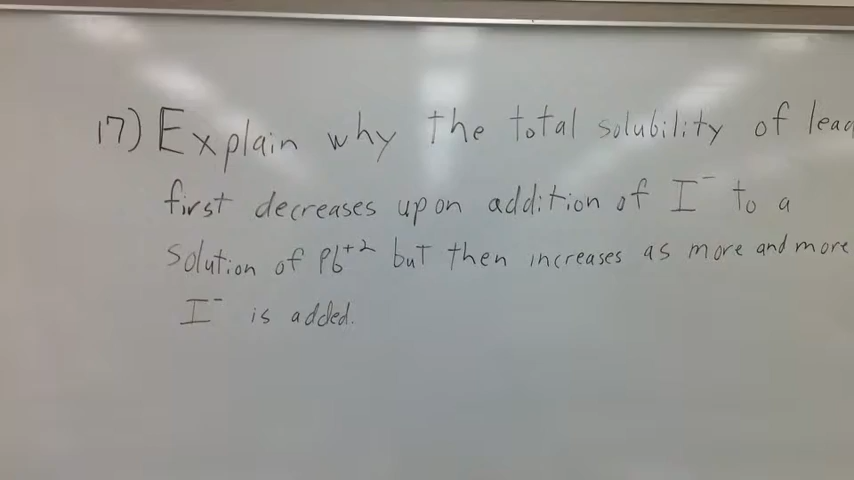 17) Explain why the total solubility of lead
first decreases upon addition of I⁻ to a
solution of Pb⁺² but then increases as more and more
I⁻ is added.